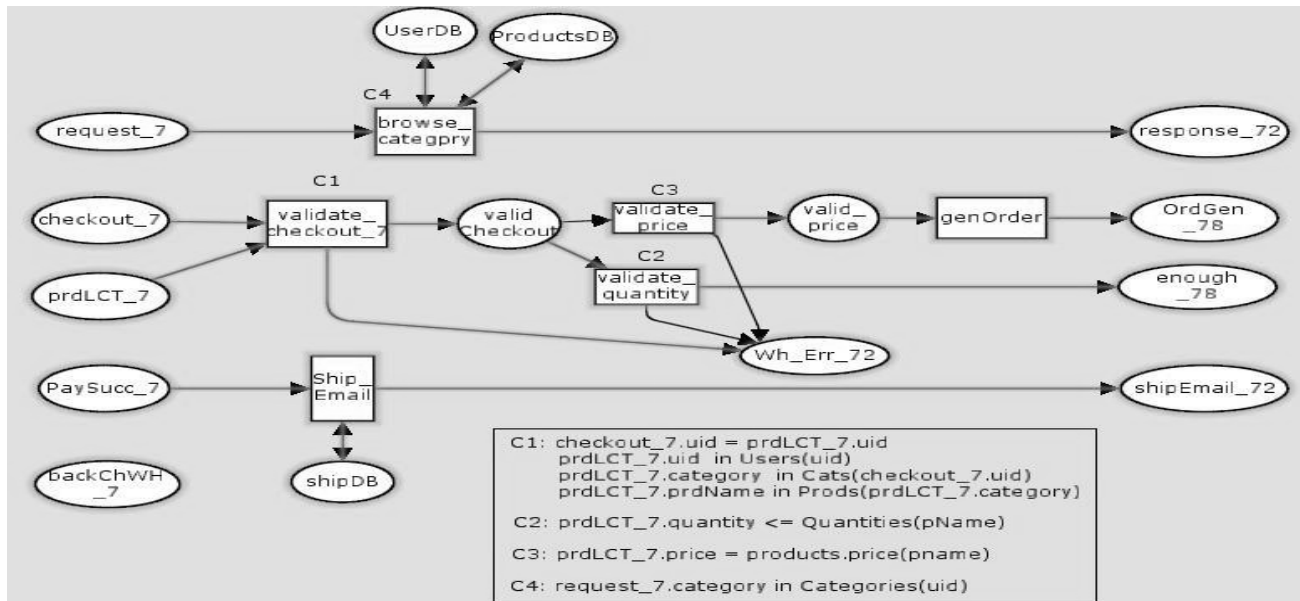 UserDB
ProductsDB
C4
request_7
browse_
categpry
response_72
C1
C3
checkout_7
validate_
checkout_7
valid
Checkout
validate_
price
valid_
price
genOrder
OrdGen
_78
C2
prdLCT_7
validate_
quantity
enough
_78
Wh_Err_72
PaySucc_7
Ship_
Email
shipEmail_72
backChWH
_7
shipDB
C1: checkout_7.uid = prdLCT_7.uid
prdLCT_7.uid in Users(uid)
prdLCT_7.category in Cats(checkout_7.uid)
prdLCT_7.prdName in Prods(prdLCT_7.category)
C2: prdLCT_7.quantity <= Quantities(pName)
C3: prdLCT_7.price = products.price(pname)
C4: request_7.category in Categories(uid)